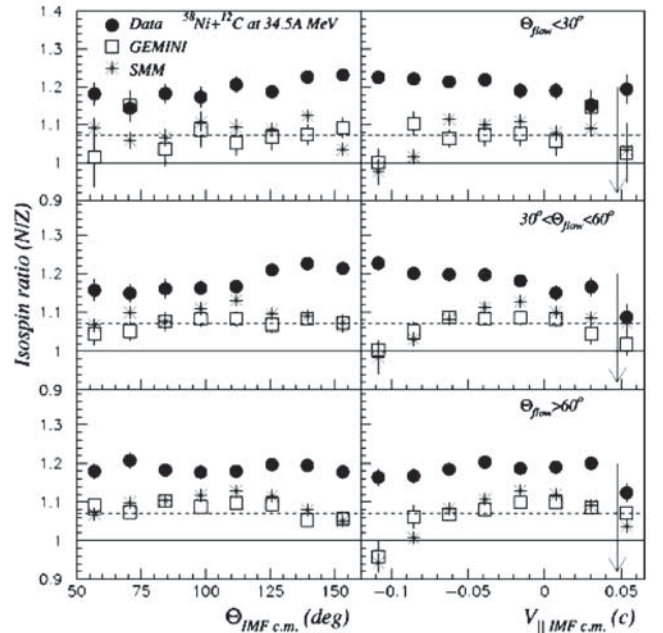 Data ⁵⁸Ni+¹²C at 34.5A MeV
GEMINI
SMM
Θflow<30°
30°<Θflow<60°
Θflow>60°
Isospin ratio (N/Z)
1.3
1.2
1.1
1
0.9
1.3
1.2
1.1
1
0.9
1.3
1.2
1.1
1
0.9
50 75 100 125 150
-0.1 -0.05 0 0.05
Θ IMF c.m. (deg)
V|| IMF c.m. (c)